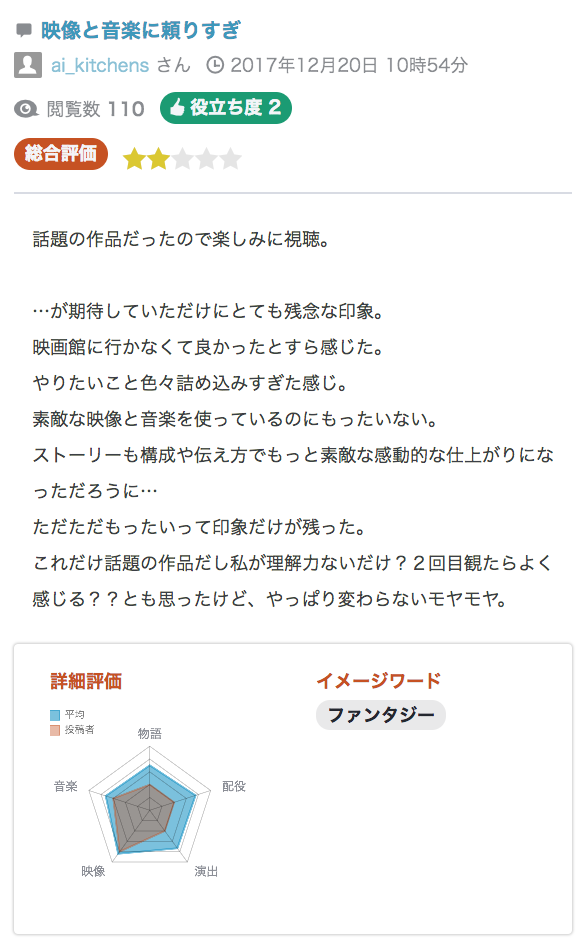 映像と音楽に頼りすぎ
ai_kitchens さん 2017年12月20日 10時54分
閲覧数 110 役立ち度 2
総合評価
話題の作品だったので楽しみに視聴。
…が期待していただけにとても残念な印象。
映画館に行かなくて良かったとすら感じた。
やりたいこと色々詰め込みすぎた感じ。
素敵な映像と音楽を使っているのにもったいない。
ストーリーも構成や伝え方でもっと素敵な感動的な仕上がりにな
っただろうに…
ただただもったいって印象だけが残った。
これだけ話題の作品だし私が理解力ないだけ？２回目観たらよく
感じる？？とも思ったけど、やっぱり変わらないモヤモヤ。
詳細評価
平均
投稿者
物語
音楽
配役
映像
演出
イメージワード
ファンタジー